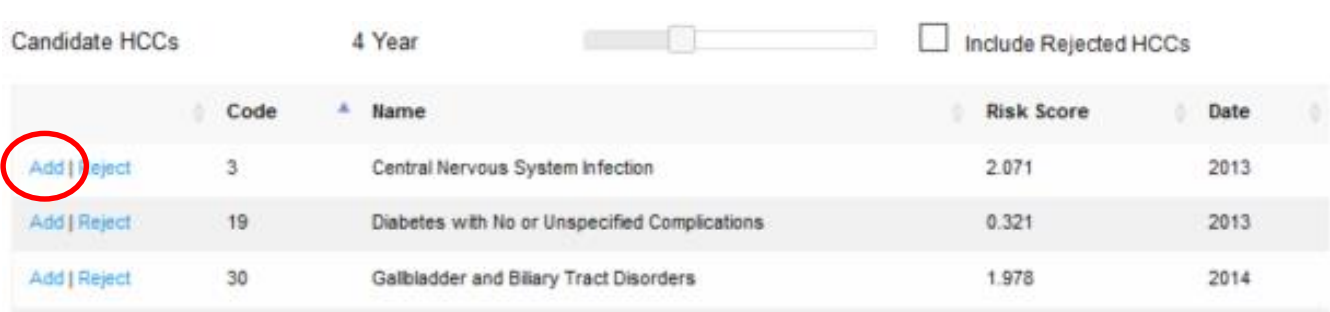 Candidate HCCs 4 Year Include Rejected HCCs
Code Name Risk Score Date
Add | Reject 3 Central Nervous System Infection 2.071 2013
Add | Reject 19 Diabetes with No or Unspecified Complications 0.321 2013
Add | Reject 30 Gallbladder and Biliary Tract Disorders 1.978 2014